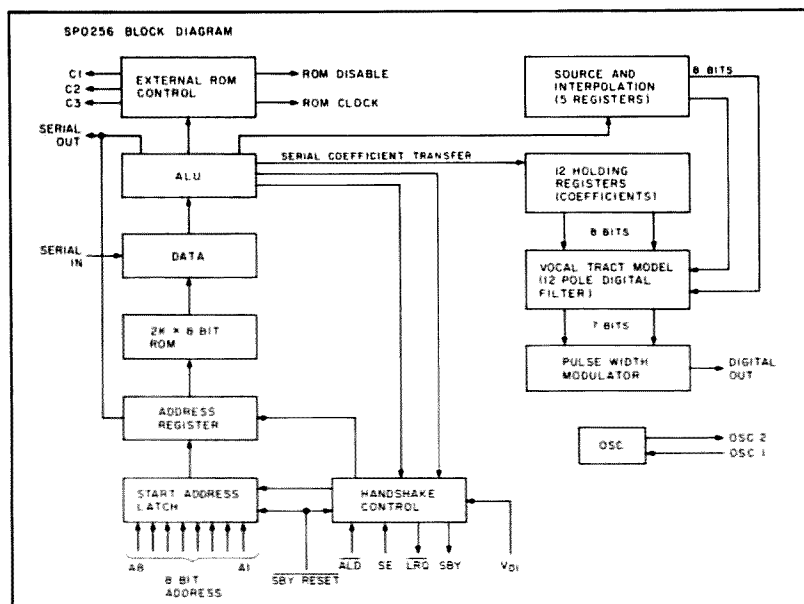 SPO256 BLOCK DIAGRAM
C1
C2
C3
EXTERNAL ROM
CONTROL
ROM DISABLE
ROM CLOCK
SOURCE AND
INTERPOLATION
(5 REGISTERS)
8 BITS
SERIAL
OUT
ALU
SERIAL COEFFICIENT TRANSFER
12 HOLDING
REGISTERS
(COEFFICIENTS)
8 BITS
SERIAL
IN
DATA
VOCAL TRACT MODEL
(12 POLE DIGITAL
FILTER)
2K × 8 BIT
ROM
7 BITS
PULSE WIDTH
MODULATOR
DIGITAL
OUT
ADDRESS
REGISTER
OSC
OSC 2
OSC 1
START ADDRESS
LATCH
HANDSHAKE
CONTROL
A8
A1
8 BIT
ADDRESS
SBY RESET
ALD
SE
LRQ
SBY
VDI